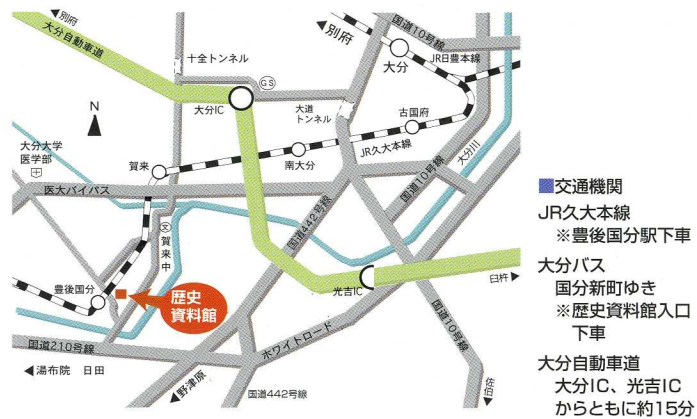 ◀別府
大分自動車道
十全トンネル
GS
大分IC
◀別府
国道10号線
大分
JR日豊本線
大道
トンネル
古国府
JR久大本線
南大分
大分川
国道10号線
N
大分大学
医学部
賀来
医大バイパス
文
賀来中
国道442号線
豊後国分
歴史
資料館
光吉IC
臼杵▶
国道210号線
ホワイトロード
国道10号線
◀湯布院 日田
◀野津原
国道442号線
佐伯▶
■交通機関
JR久大本線
※豊後国分駅下車
大分バス
国分新町ゆき
※歴史資料館入口
下車
大分自動車道
大分IC、光吉IC
からともに約15分